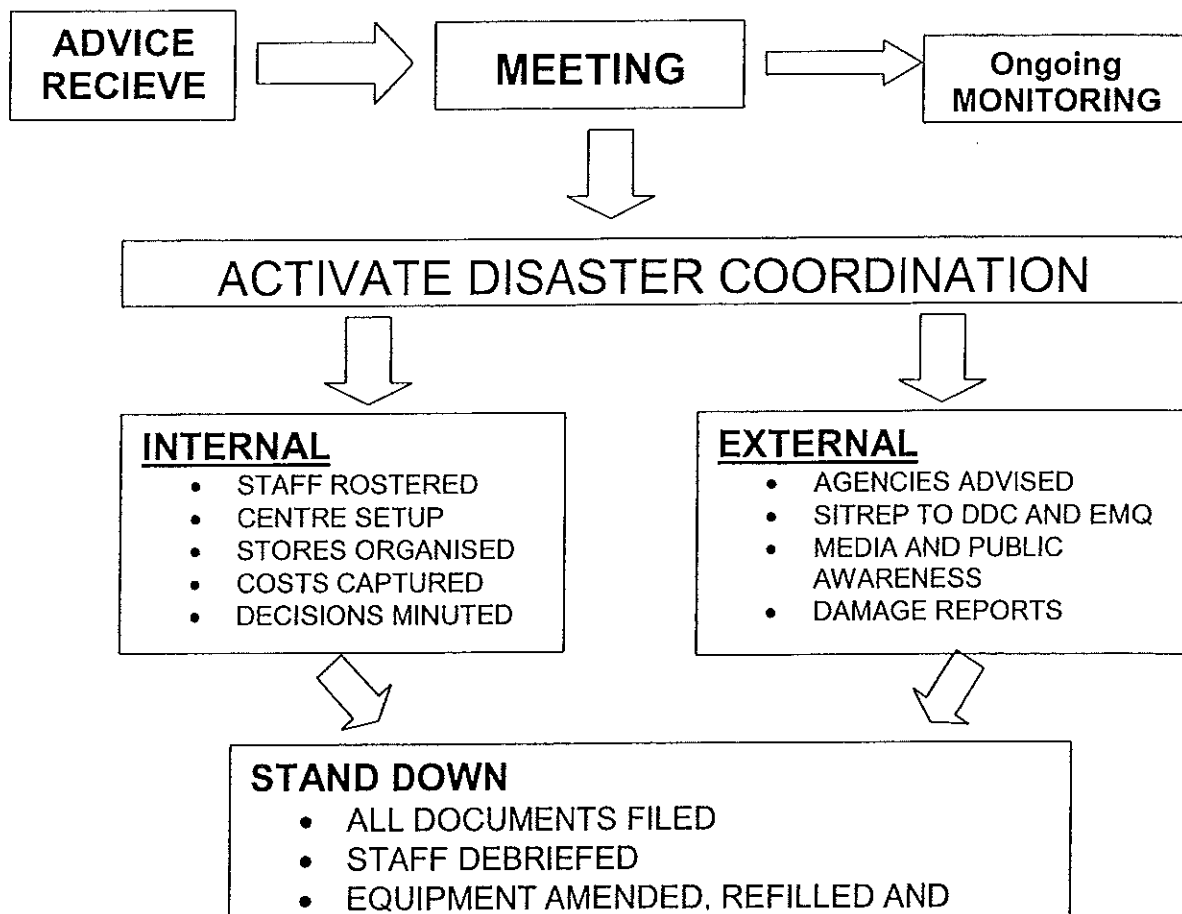 ADVICE
RECIEVE
MEETING
Ongoing
MONITORING
ACTIVATE DISASTER COORDINATION
INTERNAL
• STAFF ROSTERED
• CENTRE SETUP
• STORES ORGANISED
• COSTS CAPTURED
• DECISIONS MINUTED
EXTERNAL
• AGENCIES ADVISED
• SITREP TO DDC AND EMQ
• MEDIA AND PUBLIC
AWARENESS
• DAMAGE REPORTS
STAND DOWN
• ALL DOCUMENTS FILED
• STAFF DEBRIEFED
• EQUIPMENT AMENDED, REFILLED AND